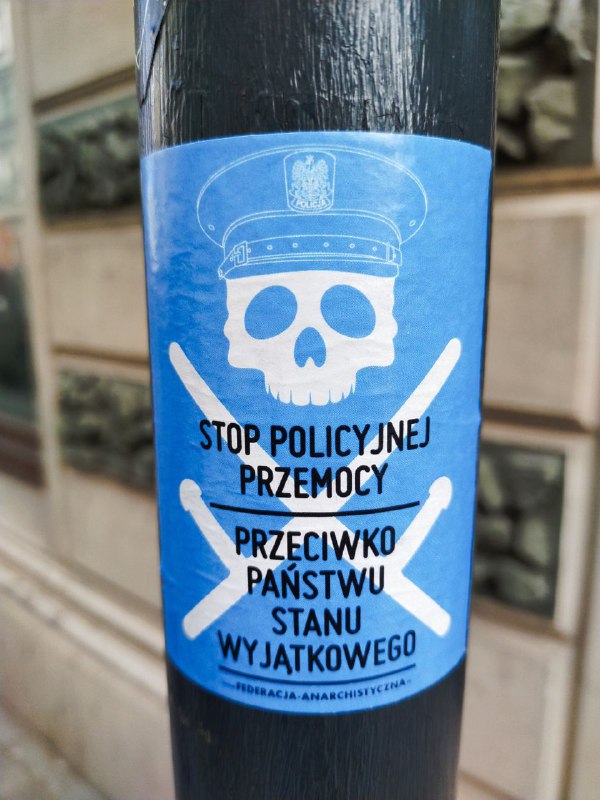 POLICJA
STOP POLICYJNEJ
PRZEMOCY
PRZECIWKO
PAŃSTWU
STANU
WYJĄTKOWEGO
FEDERACJA-ANARCHISTYCZNA